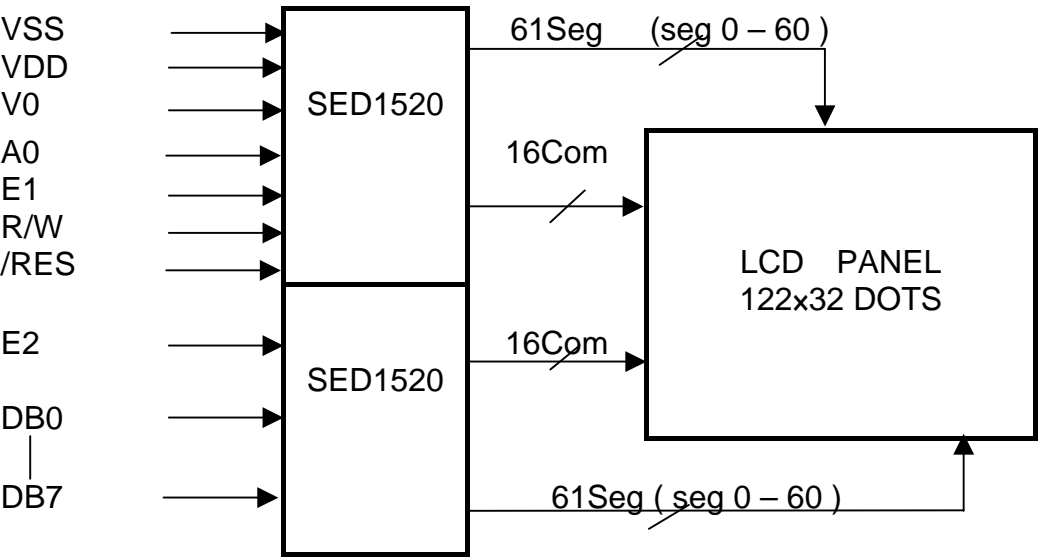 VSS
VDD
V0
A0
E1
R/W
/RES
E2
DB0
DB7
SED1520
SED1520
61Seg (seg 0 – 60 )
16Com
16Com
61Seg ( seg 0 – 60 )
LCD PANEL
122x32 DOTS